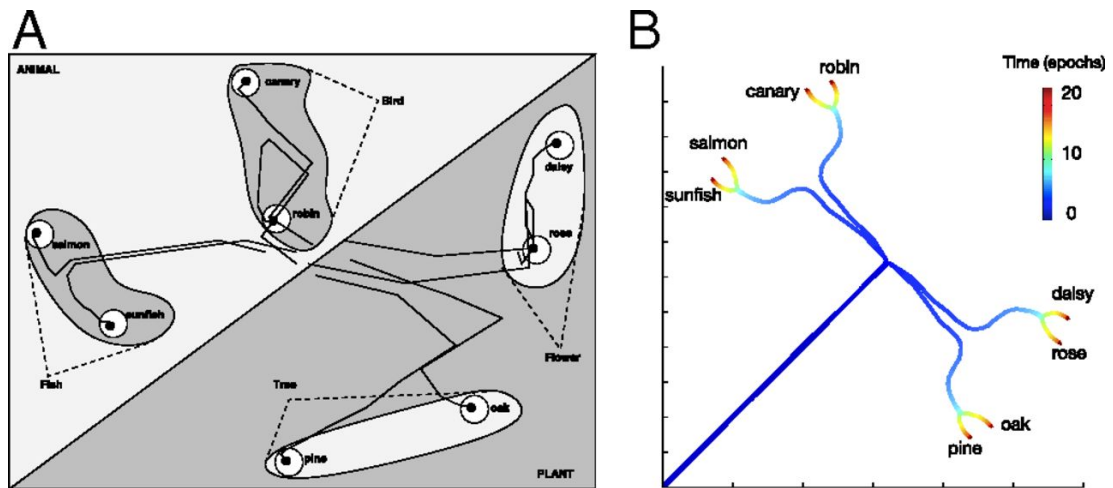 A
ANIMAL
canary
Bird
daisy
robin
rose
salmon
sunfish
Fish
Tree
Flower
oak
pine
PLANT
B
Time (epochs)
20
10
0
robin
canary
salmon
sunfish
daisy
rose
oak
pine